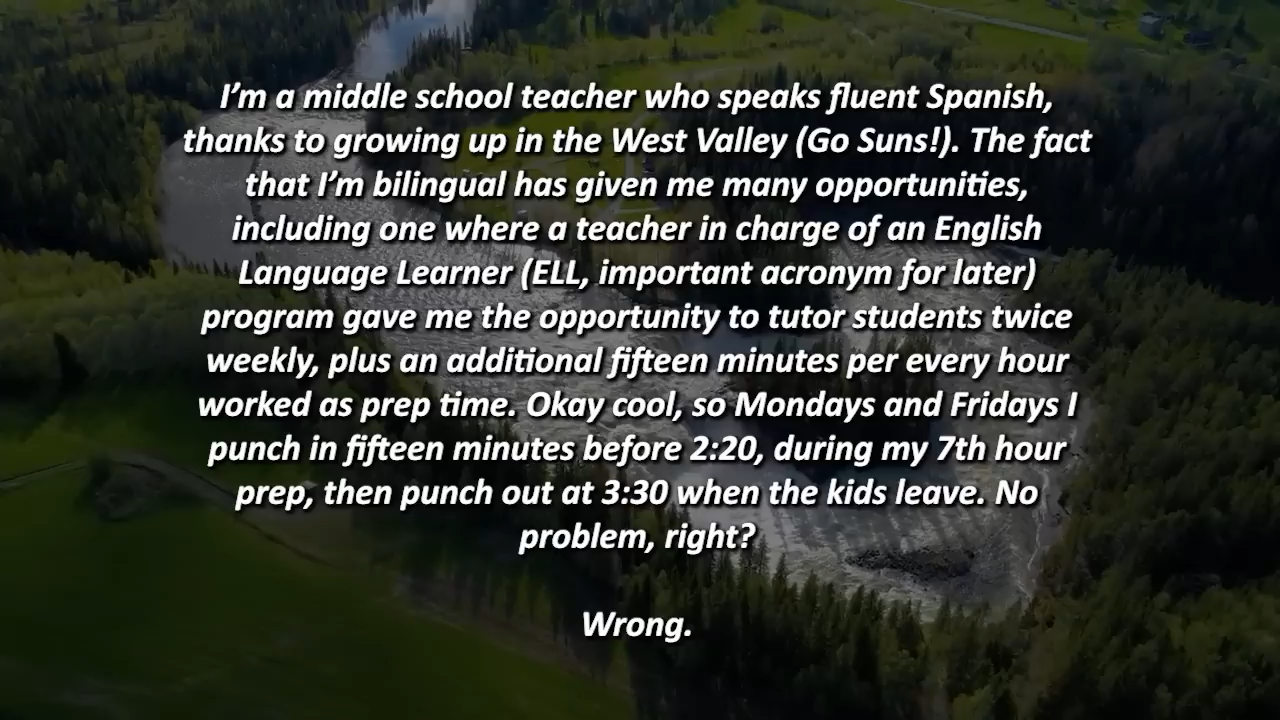 I’m a middle school teacher who speaks fluent Spanish,
thanks to growing up in the West Valley (Go Suns!). The fact
that I’m bilingual has given me many opportunities,
including one where a teacher in charge of an English
Language Learner (ELL, important acronym for later)
program gave me the opportunity to tutor students twice
weekly, plus an additional fifteen minutes per every hour
worked as prep time. Okay cool, so Mondays and Fridays I
punch in fifteen minutes before 2:20, during my 7th hour
prep, then punch out at 3:30 when the kids leave. No
problem, right?
Wrong.